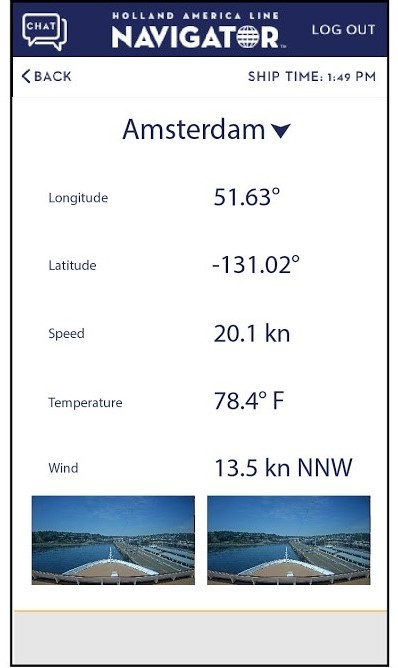 CHAT
HOLLAND AMERICA LINE
NAVIGATOR™
LOG OUT
BACK
SHIP TIME: 1:49 PM
Amsterdam
Longitude 51.63°
Latitude -131.02°
Speed 20.1 kn
Temperature 78.4° F
Wind 13.5 kn NNW